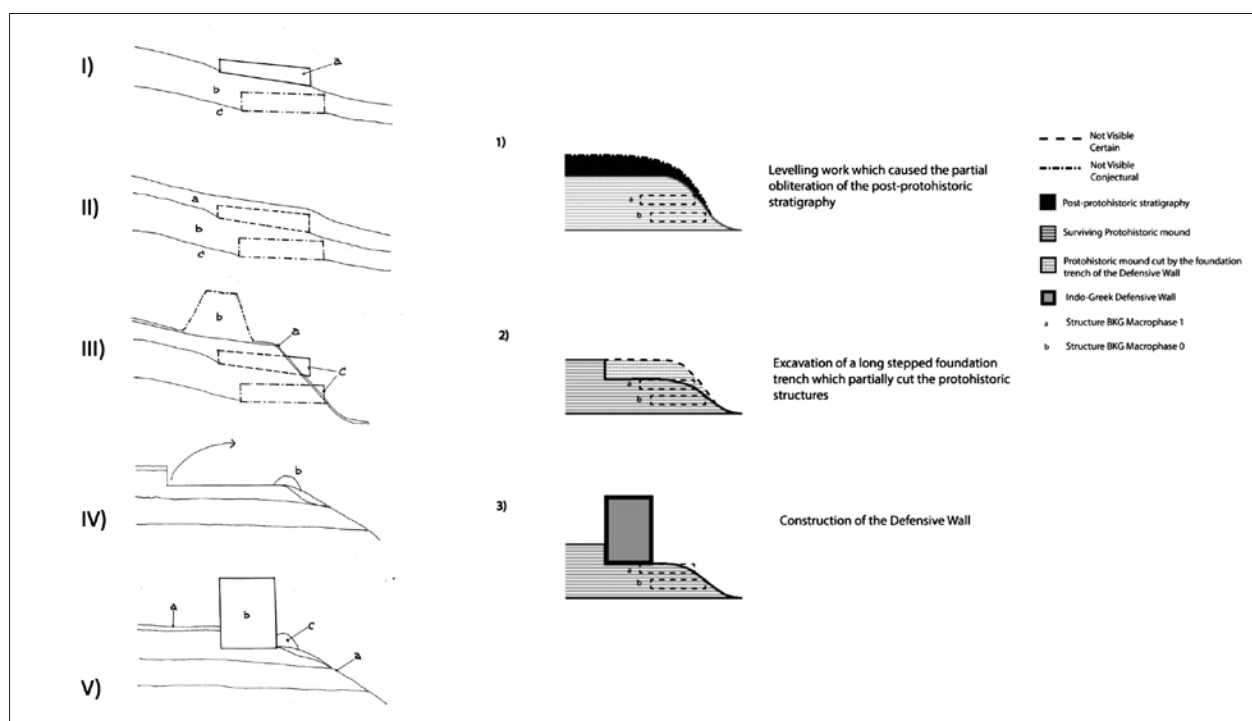 I)
a
b
c
II)
a
b
b
c
III)
b
a
c
IV)
b
V)
b
c
a
1)
a
b
Levelling work which caused the partial
obliteration of the post-protohistoric
stratigraphy
2)
a
b
Excavation of a long stepped foundation
trench which partially cut the protohistoric
structures
3)
a
b
Construction of the Defensive Wall
Not Visible
Certain
Not Visible
Conjectural
Post-protohistoric stratigraphy
Surviving Protohistoric mound
Protohistoric mound cut by the foundation
trench of the Defensive Wall
Indo-Greek Defensive Wall
a Structure BKG Macrophase 1
b Structure BKG Macrophase 0